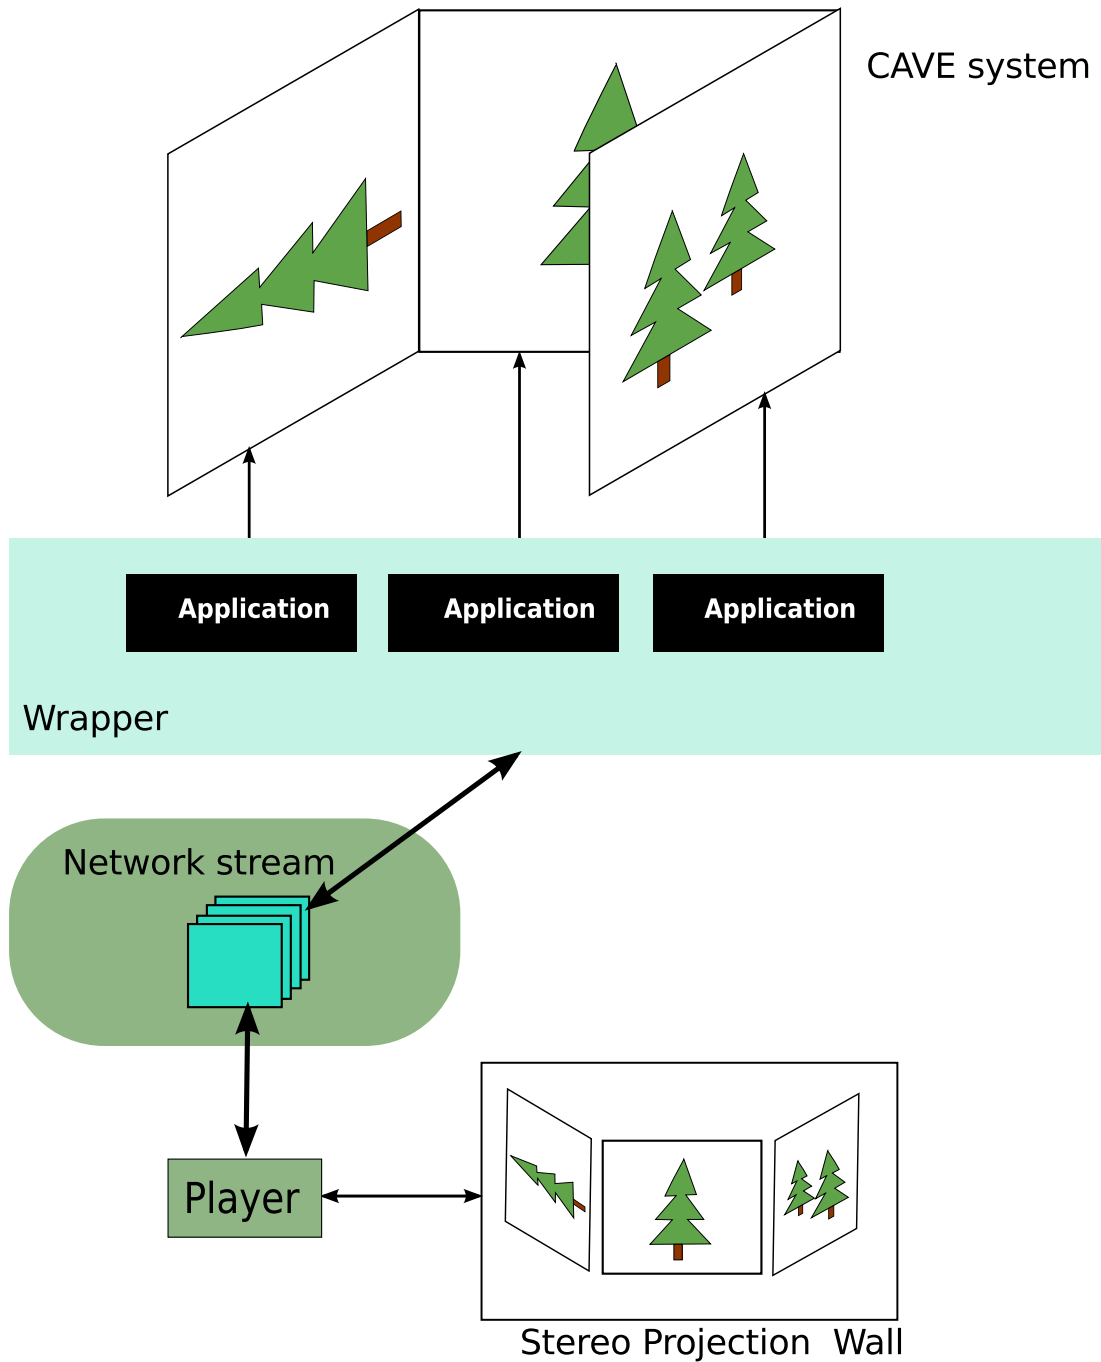 CAVE system
Application
Application
Application
Wrapper
Network stream
Player
Stereo Projection Wall